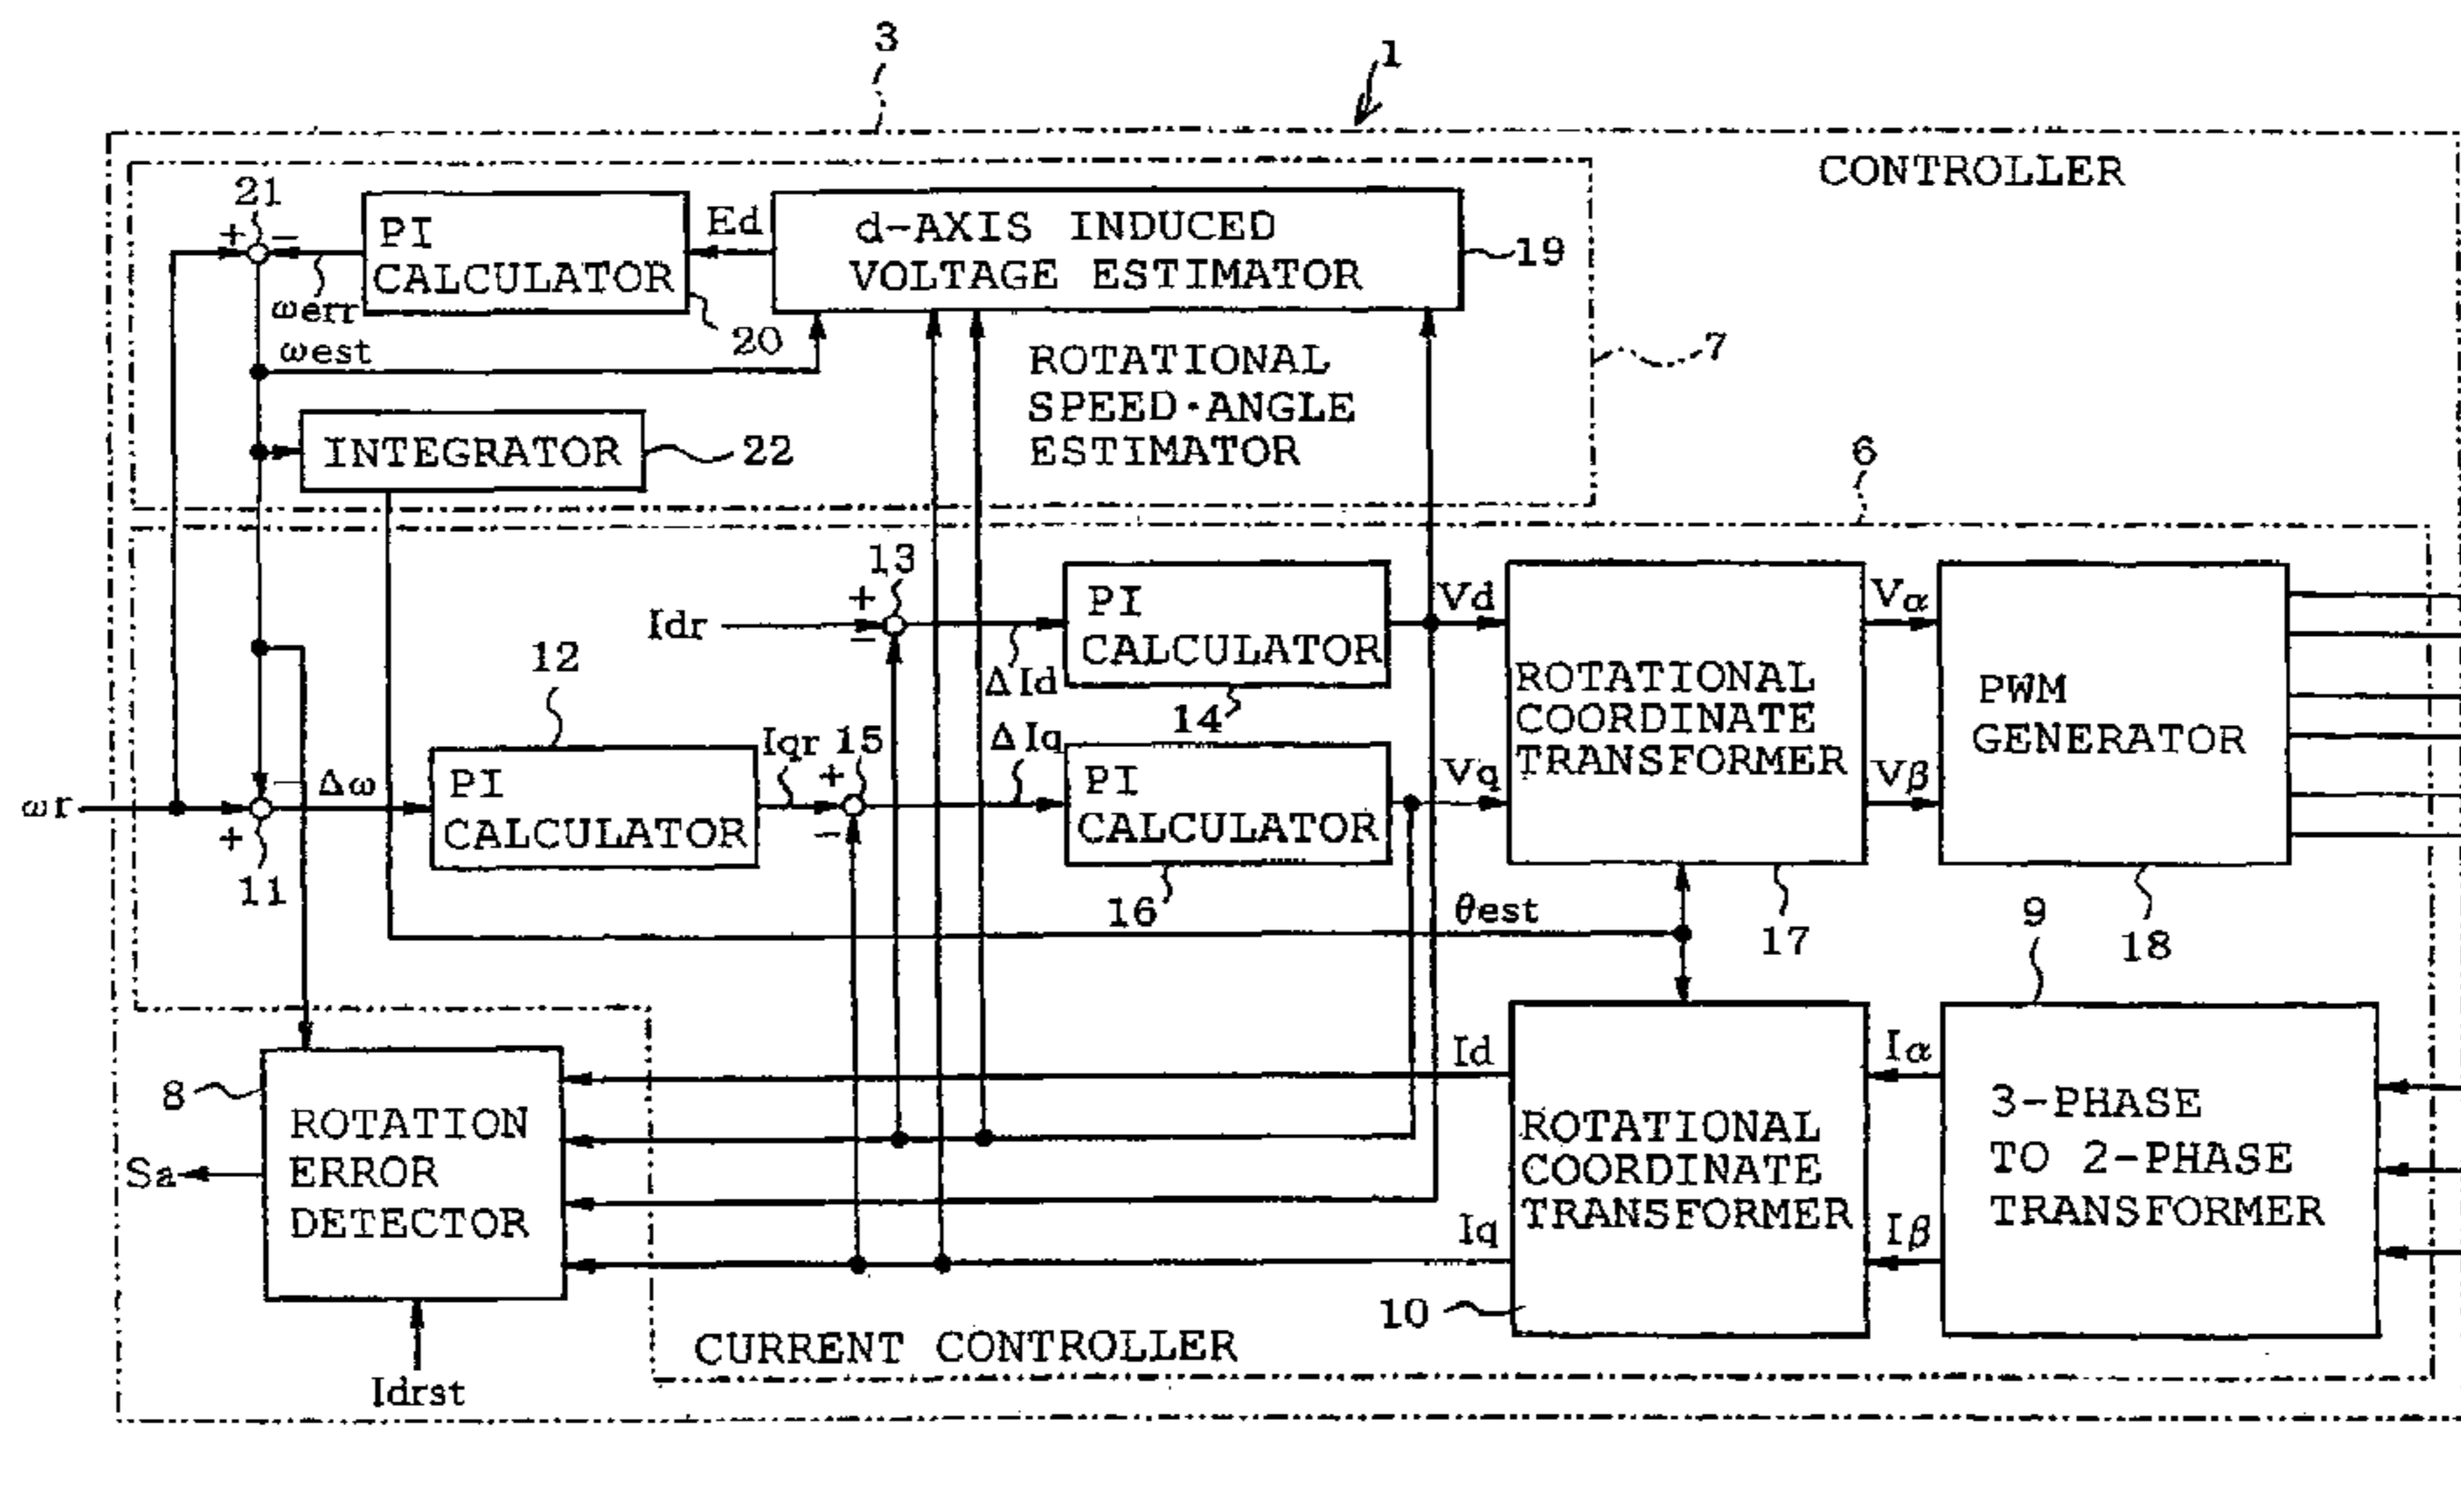 3
1
CONTROLLER
21
+
−
PI
CALCULATOR
Ed
d-AXIS INDUCED
VOLTAGE ESTIMATOR
19
ωerr
20
ωest
ROTATIONAL
SPEED·ANGLE
ESTIMATOR
7
INTEGRATOR
22
6
13
+
−
Idr
ΔId
PI
CALCULATOR
14
Vd
ROTATIONAL
COORDINATE
TRANSFORMER
17
Vα
Vβ
PWM
GENERATOR
18
12
ωr
+
−
11
Δω
PI
CALCULATOR
Iqr
15
+
−
ΔIq
PI
CALCULATOR
16
Vq
θest
9
8
ROTATION
ERROR
DETECTOR
Sa
Idrst
Id
Iq
ROTATIONAL
COORDINATE
TRANSFORMER
10
Iα
Iβ
3-PHASE
TO 2-PHASE
TRANSFORMER
CURRENT CONTROLLER